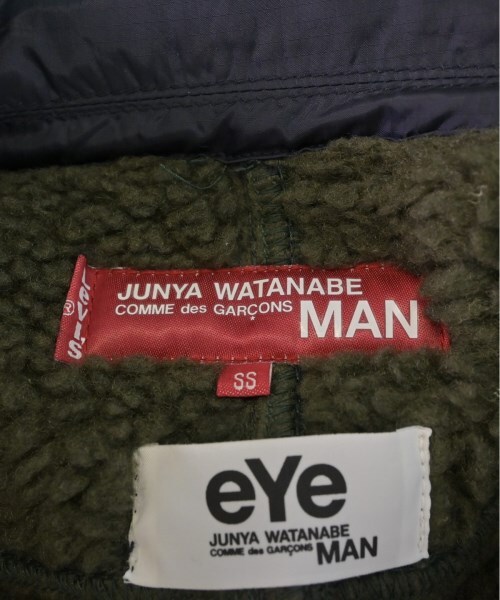 JUNYA WATANABE
COMME des GARÇONS MAN
LEVI'S
®
SS
eYe
JUNYA WATANABE
COMME des GARÇONS MAN